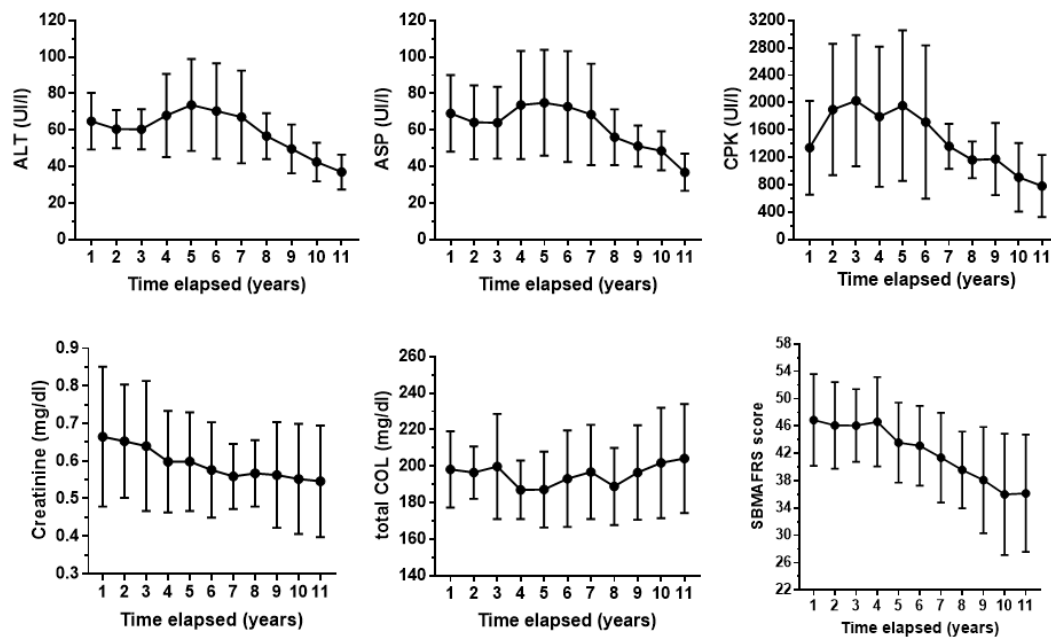 120
100
80
60
40
20
0
ALT (UI/l)
1 2 3 4 5 6 7 8 9 10 11
Time elapsed (years)
120
100
80
60
40
20
0
ASP (UI/l)
1 2 3 4 5 6 7 8 9 10 11
Time elapsed (years)
3200
2800
2400
2000
1600
1200
800
400
CPK (UI/l)
1 2 3 4 5 6 7 8 9 10 11
Time elapsed (years)
0.9
0.8
0.7
0.6
0.5
0.4
0.3
Creatinine (mg/dl)
1 2 3 4 5 6 7 8 9 10 11
Time elapsed (years)
260
240
220
200
180
160
140
total COL (mg/dl)
1 2 3 4 5 6 7 8 9 10 11
Time elapsed (years)
58
54
50
46
42
38
34
30
26
22
SBMAFRS score
1 2 3 4 5 6 7 8 9 10 11
Time elapsed (years)